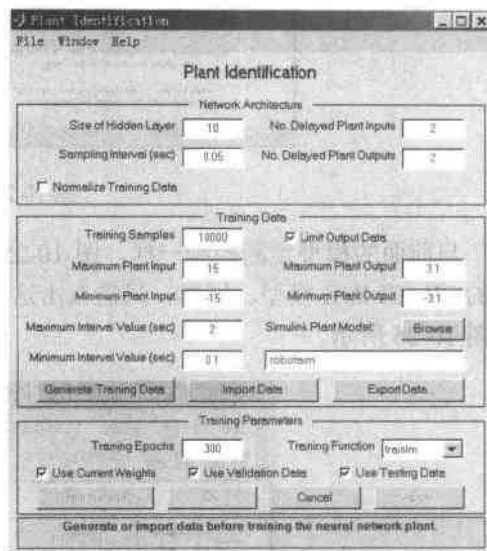 Plant Identification
File Window Help
Plant Identification
Network Architecture
Size of Hidden Layer 10 No. Delayed Plant Inputs 2
Sampling Interval (sec) 0.05 No. Delayed Plant Outputs 2
Normalize Training Data
Training Data
Training Samples 10000 Limit Output Data
Maximum Plant Input 15 Maximum Plant Output 3.1
Minimum Plant Input -15 Minimum Plant Output -3.1
Maximum Interval Value (sec) 2 Simulink Plant Model: Browse
Minimum Interval Value (sec) 0.1 robotarm
Generate Training Data Import Data Export Data
Training Parameters
Training Epochs 300 Training Function trainlm
Use Current Weights Use Validation Data Use Testing Data
Cancel
Generate or import data before training the neural network plant.